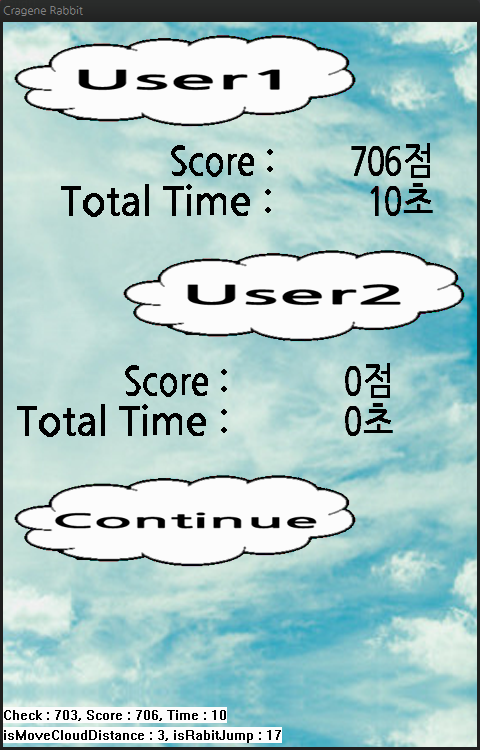 Cragene Rabbit
User1
Score : 706점
Total Time : 10초
User2
Score : 0점
Total Time : 0초
Continue
Check : 703, Score : 706, Time : 10
isMoveCloudDistance : 3, isRabitJump : 17